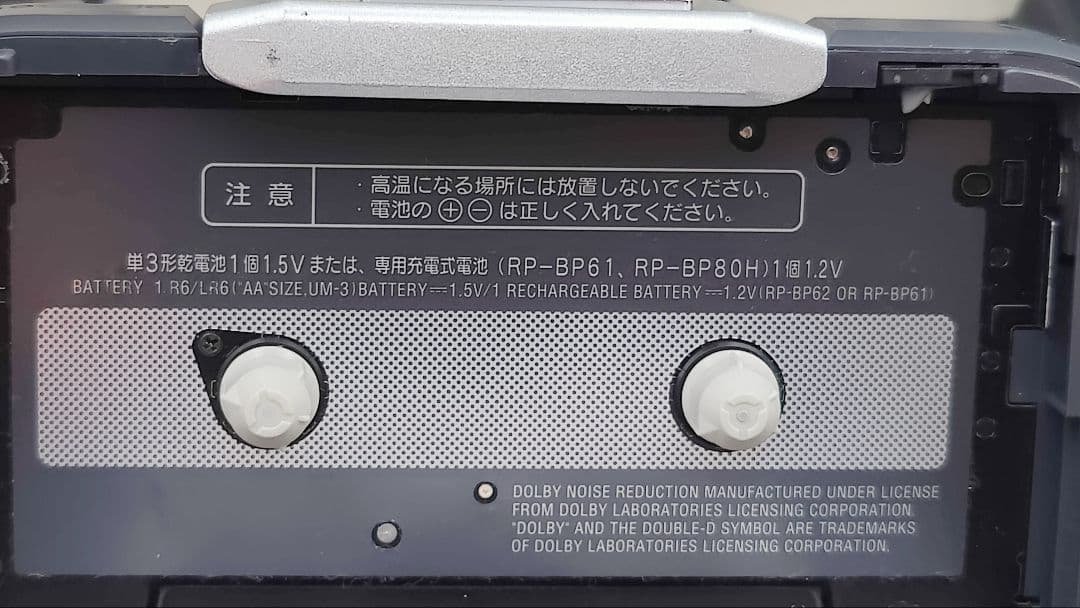 注意
・高温になる場所には放置しないでください。
・電池の⊕⊖は正しく入れてください。
単3形乾電池1個1.5Vまたは、専用充電式電池(RP-BP61、RP-BP80H)1個1.2V
BATTERY 1.R6/LR6("AA"SIZE,UM-3)BATTERY⎓1.5V/1 RECHARGEABLE BATTERY⎓1.2V(RP-BP62 OR RP-BP61)
DOLBY NOISE REDUCTION MANUFACTURED UNDER LICENSE
FROM DOLBY LABORATORIES LICENSING CORPORATION.
"DOLBY" AND THE DOUBLE-D SYMBOL ARE TRADEMARKS
OF DOLBY LABORATORIES LICENSING CORPORATION.